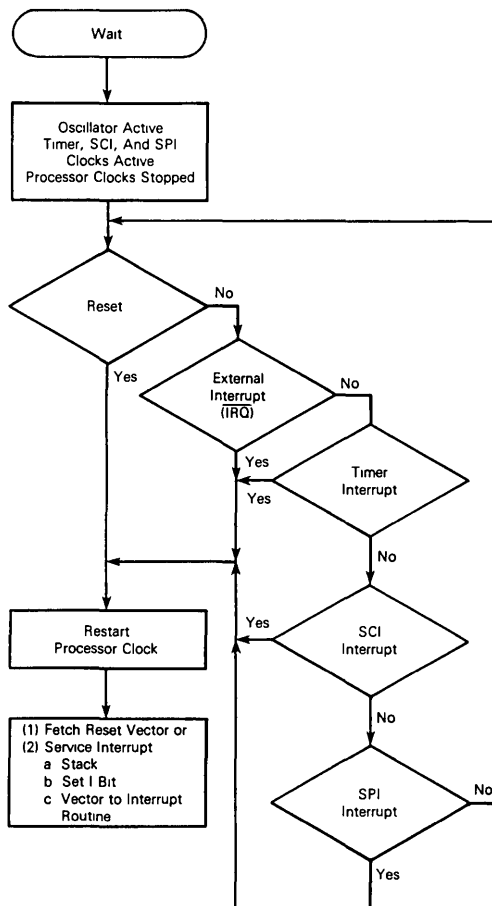 Wait
Oscillator Active
Timer, SCI, And SPI
Clocks Active
Processor Clocks Stopped
Reset
No
Yes
External
Interrupt
(IRQ)
No
Yes
Timer
Interrupt
Yes
No
SCI
Interrupt
Yes
No
Restart
Processor Clock
(1) Fetch Reset Vector or
(2) Service Interrupt
a Stack
b Set I Bit
c Vector to Interrupt
Routine
SPI
Interrupt
No
Yes